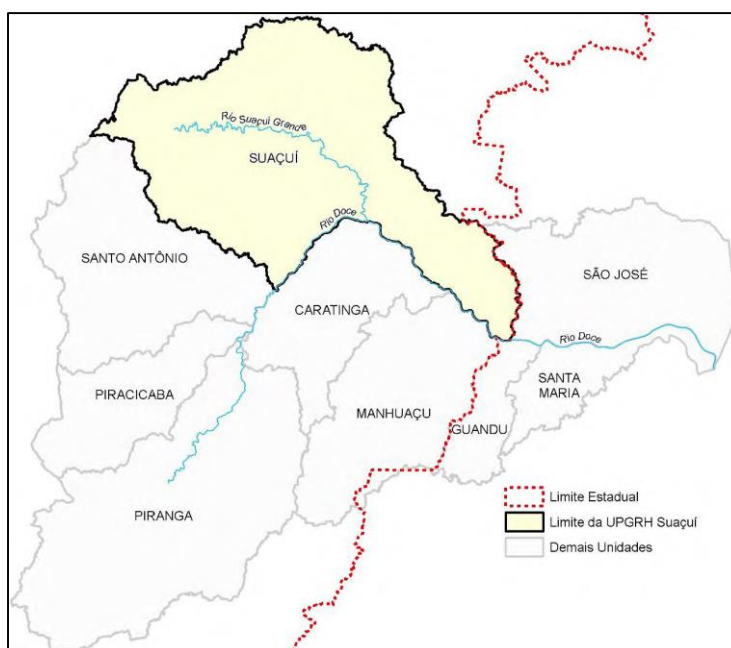 Rio Suaçuí Grande
SUAÇUÍ
Rio Doce
SANTO ANTÔNIO
SÃO JOSÉ
CARATINGA
Rio Doce
PIRACICABA
SANTA
MARIA
MANHUAÇU
GUANDU
PIRANGA
Limite Estadual
Limite da UPGRH Suaçuí
Demais Unidades